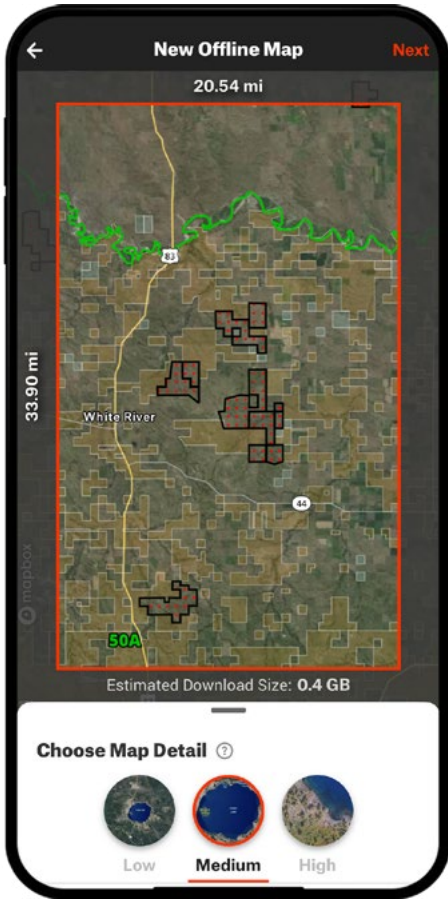 New Offline Map
Next
20.54 mi
83
33.90 mi
White River
44
mapbox
50A
Estimated Download Size: 0.4 GB
Choose Map Detail ?
Low
Medium
High